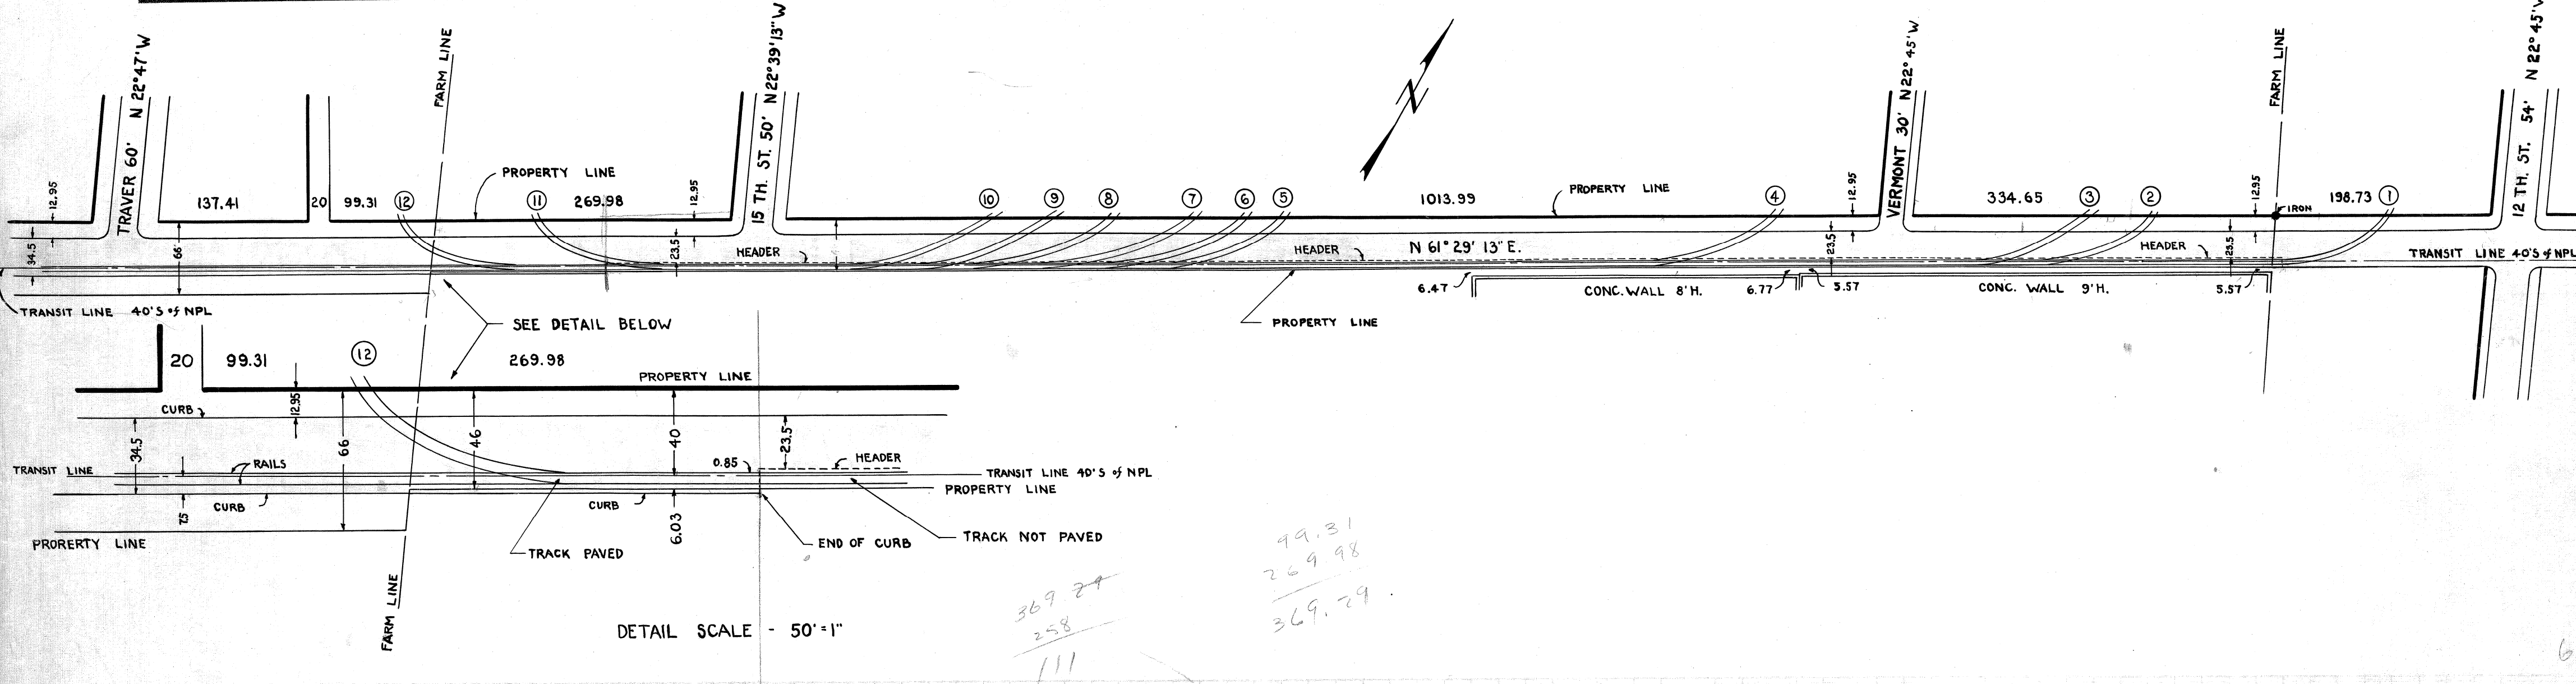 TRAVER 60' N 22°47'W
FARM LINE
15 TH. ST. 50' N22°39'13"W
N
VERMONT 30' N22°45'W
FARM LINE
12 TH. ST. 54' N 22°45'W
12.95
137.41
20
99.31
12
PROPERTY LINE
11
269.98
12.95
10
9
8
7
6
5
1013.99
PROPERTY LINE
4
12.95
334.65
3
2
12.95
IRON
198.73
1
34.5
66'
23.5
HEADER
HEADER
N 61° 29' 13" E.
23.5
HEADER
23.5
TRANSIT LINE 40'S of NPL
6.47
CONC. WALL 8'H.
6.77
5.57
CONC. WALL 9'H.
5.57
TRANSIT LINE 40'S of NPL
SEE DETAIL BELOW
PROPERTY LINE
20
99.31
12
269.98
PROPERTY LINE
CURB
12.95
34.5
66
46
40
23.5
TRANSIT LINE
RAILS
0.85
HEADER
TRANSIT LINE 40'S of NPL
PROPERTY LINE
CURB
7.5
CURB
6.03
PRORERTY LINE
TRACK PAVED
END OF CURB
TRACK NOT PAVED
FARM LINE
DETAIL SCALE - 50'=1"
369.29
258
111
99.31
269.98
369.29
6